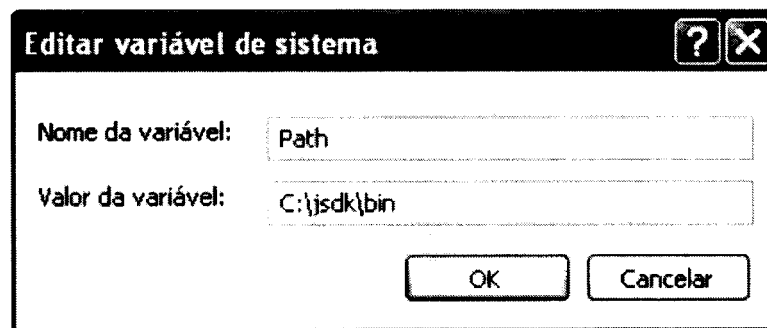 Editar variável de sistema
Nome da variável: Path
Valor da variável: C:\jsdk\bin
OK Cancelar